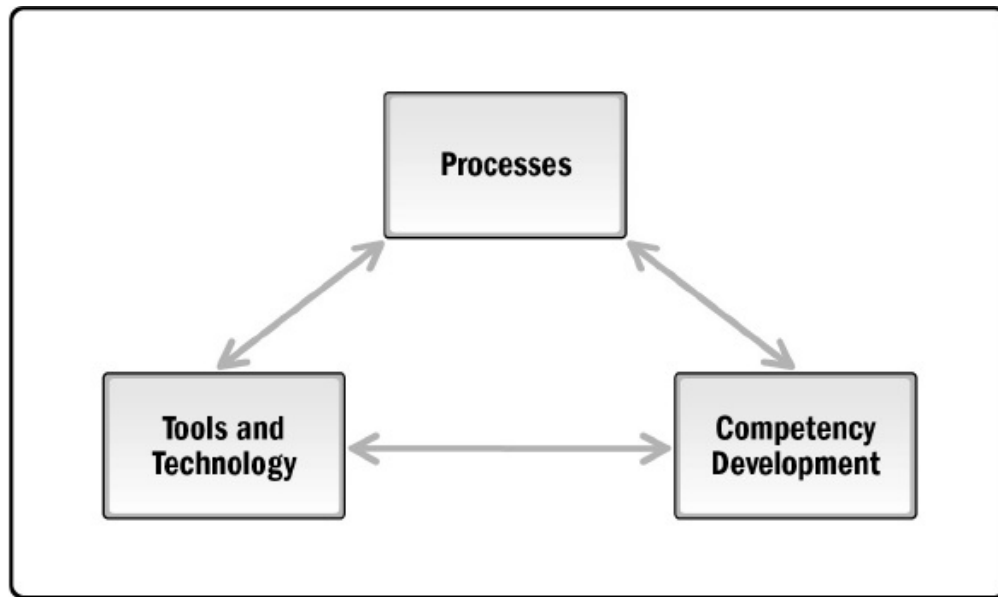 Processes
Tools and
Technology
Competency
Development